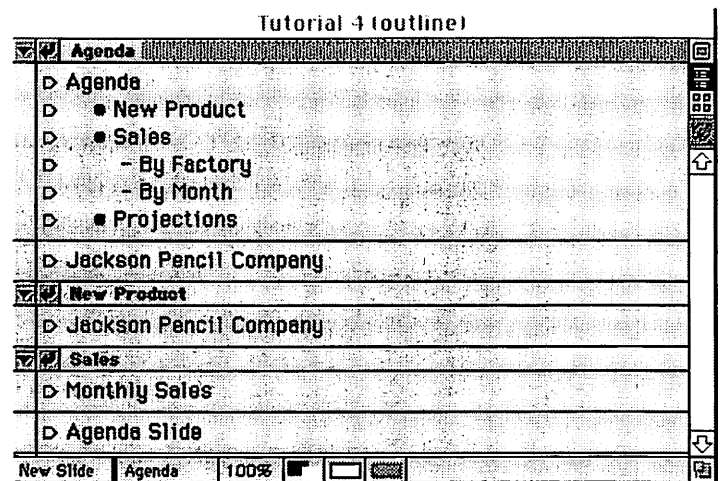 Tutorial 4 (outline)
Agenda
Agenda
• New Product
• Sales
– By Factory
– By Month
• Projections
Jackson Pencil Company
New Product
Jackson Pencil Company
Sales
Monthly Sales
Agenda Slide
New Slide Agenda 100%